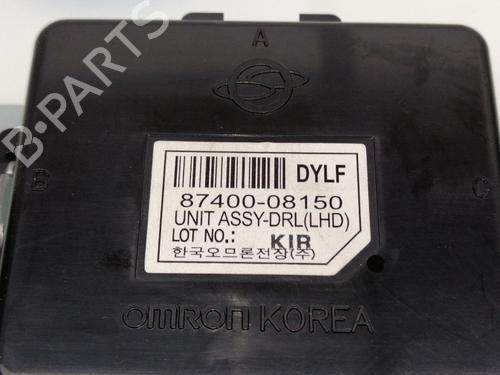 A
B-PARTS
B
C
DYLF
87400-08150
UNIT ASSY-DRL(LHD)
LOT NO.: KIR
한국오므론전장(주)
omRon KOREA